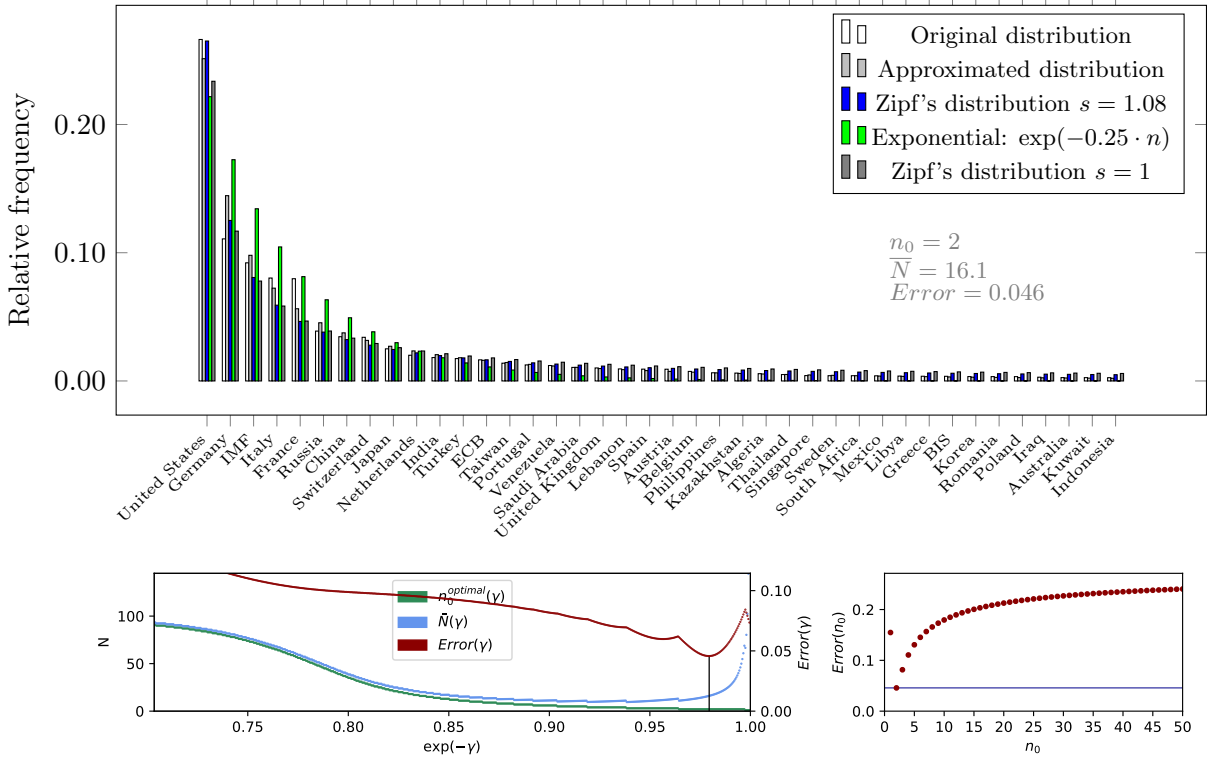 Relative frequency
0.20
0.10
0.00
Original distribution
Approximated distribution
Zipf's distribution s = 1.08
Exponential: exp(−0.25 · n)
Zipf's distribution s = 1
n₀ = 2
N̅ = 16.1
Error = 0.046
United States
Germany
IMF
Italy
France
Russia
China
Switzerland
Japan
Netherlands
India
Turkey
ECB
Taiwan
Portugal
Venezuela
Saudi Arabia
United Kingdom
Lebanon
Spain
Austria
Belgium
Philippines
Kazakhstan
Algeria
Thailand
Singapore
Sweden
South Africa
Mexico
Libya
Greece
BIS
Korea
Romania
Poland
Iraq
Australia
Kuwait
Indonesia
N
100
50
0
0.75 0.80 0.85 0.90 0.95 1.00
exp(−γ)
n₀^optimal(γ)
N̄(γ)
Error(γ)
0.10
0.05
0.00
Error(γ)
Error(n₀)
0.2
0.1
0.0
0 5 10 15 20 25 30 35 40 45 50
n₀